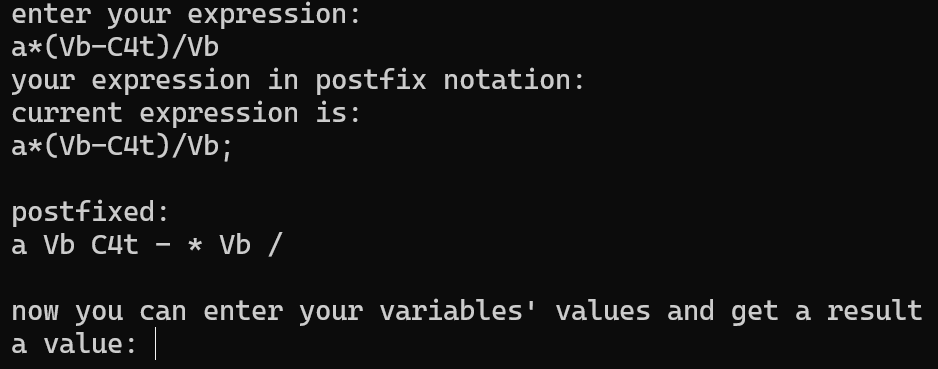 enter your expression:
a*(Vb-C4t)/Vb
your expression in postfix notation:
current expression is:
a*(Vb-C4t)/Vb;
postfixed:
a Vb C4t - * Vb /
now you can enter your variables' values and get a result
a value: